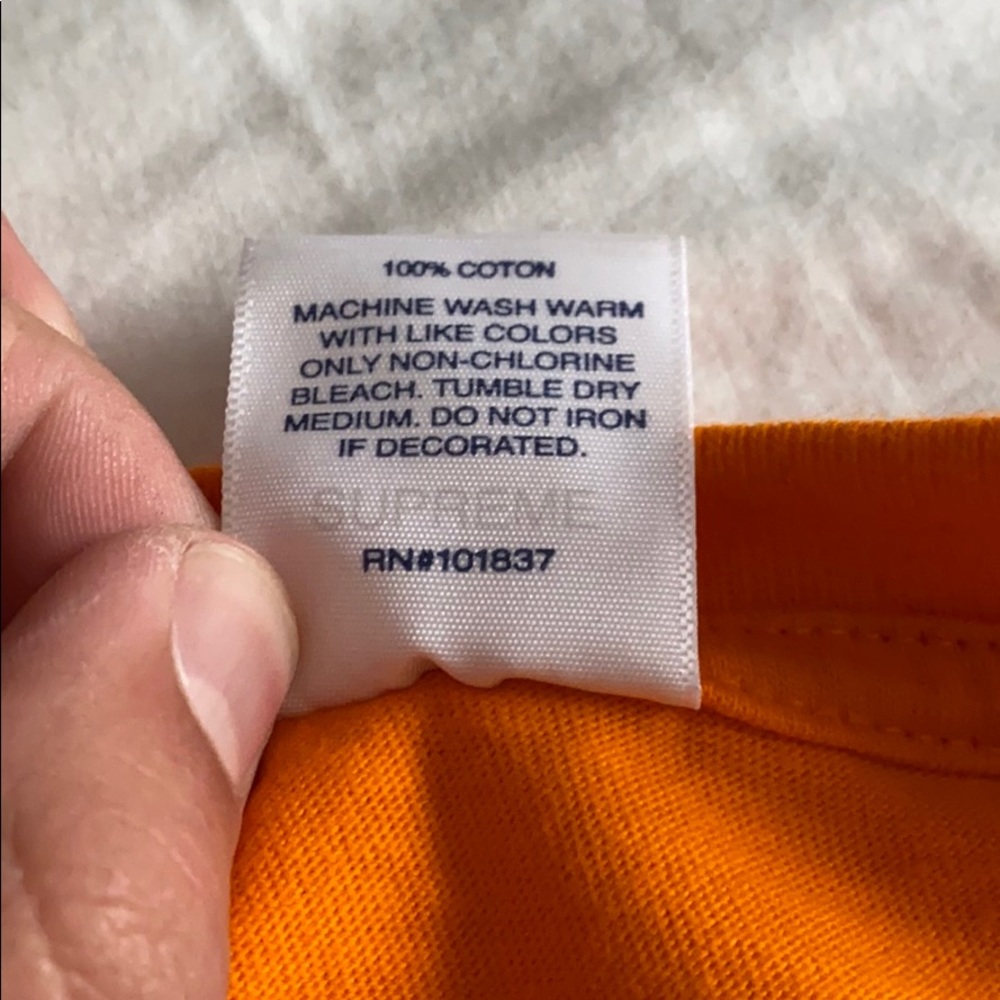 100% COTON
MACHINE WASH WARM
WITH LIKE COLORS
ONLY NON-CHLORINE
BLEACH. TUMBLE DRY
MEDIUM. DO NOT IRON
IF DECORATED.
SUPREME
RN#101837